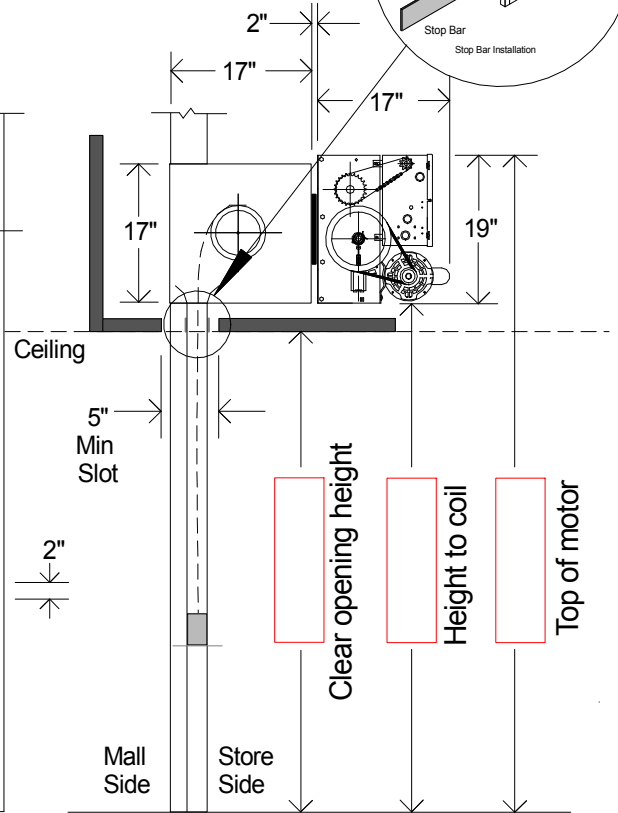 Stop Bar
Stop Bar Installation
2"
17"
17"
17"
19"
Ceiling
5"
Min
Slot
2"
Clear opening height
Height to coil
Top of motor
Mall
Side
Store
Side